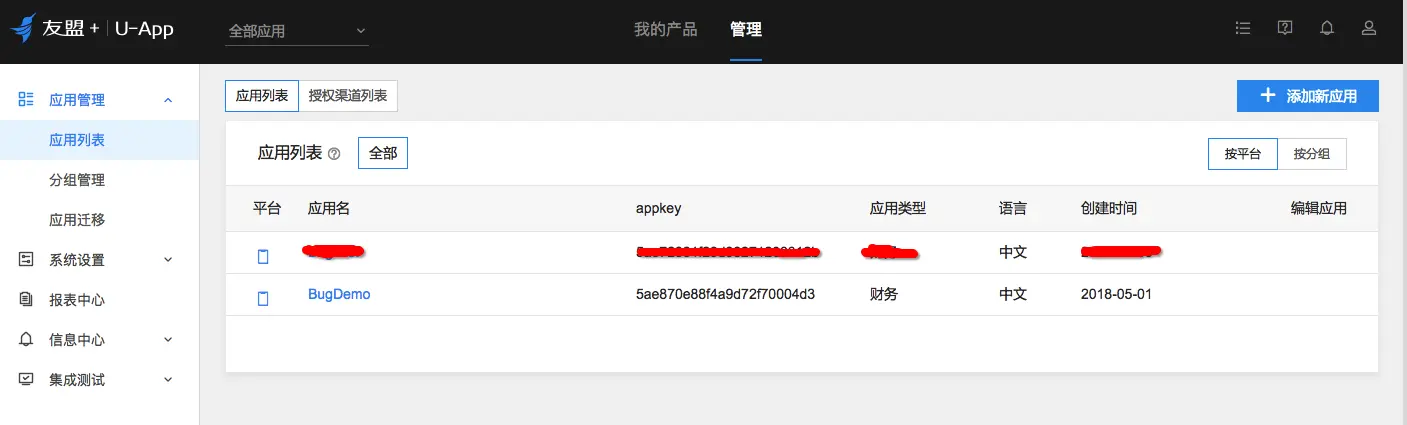 友盟+ U-App 全部应用 我的产品 管理
应用管理
应用列表
分组管理
应用迁移
系统设置
报表中心
信息中心
集成测试
应用列表 授权渠道列表 + 添加新应用
应用列表 ? 全部 按平台 按分组
平台 应用名 appkey 应用类型 语言 创建时间 编辑应用
中文
BugDemo 5ae870e88f4a9d72f70004d3 财务 中文 2018-05-01